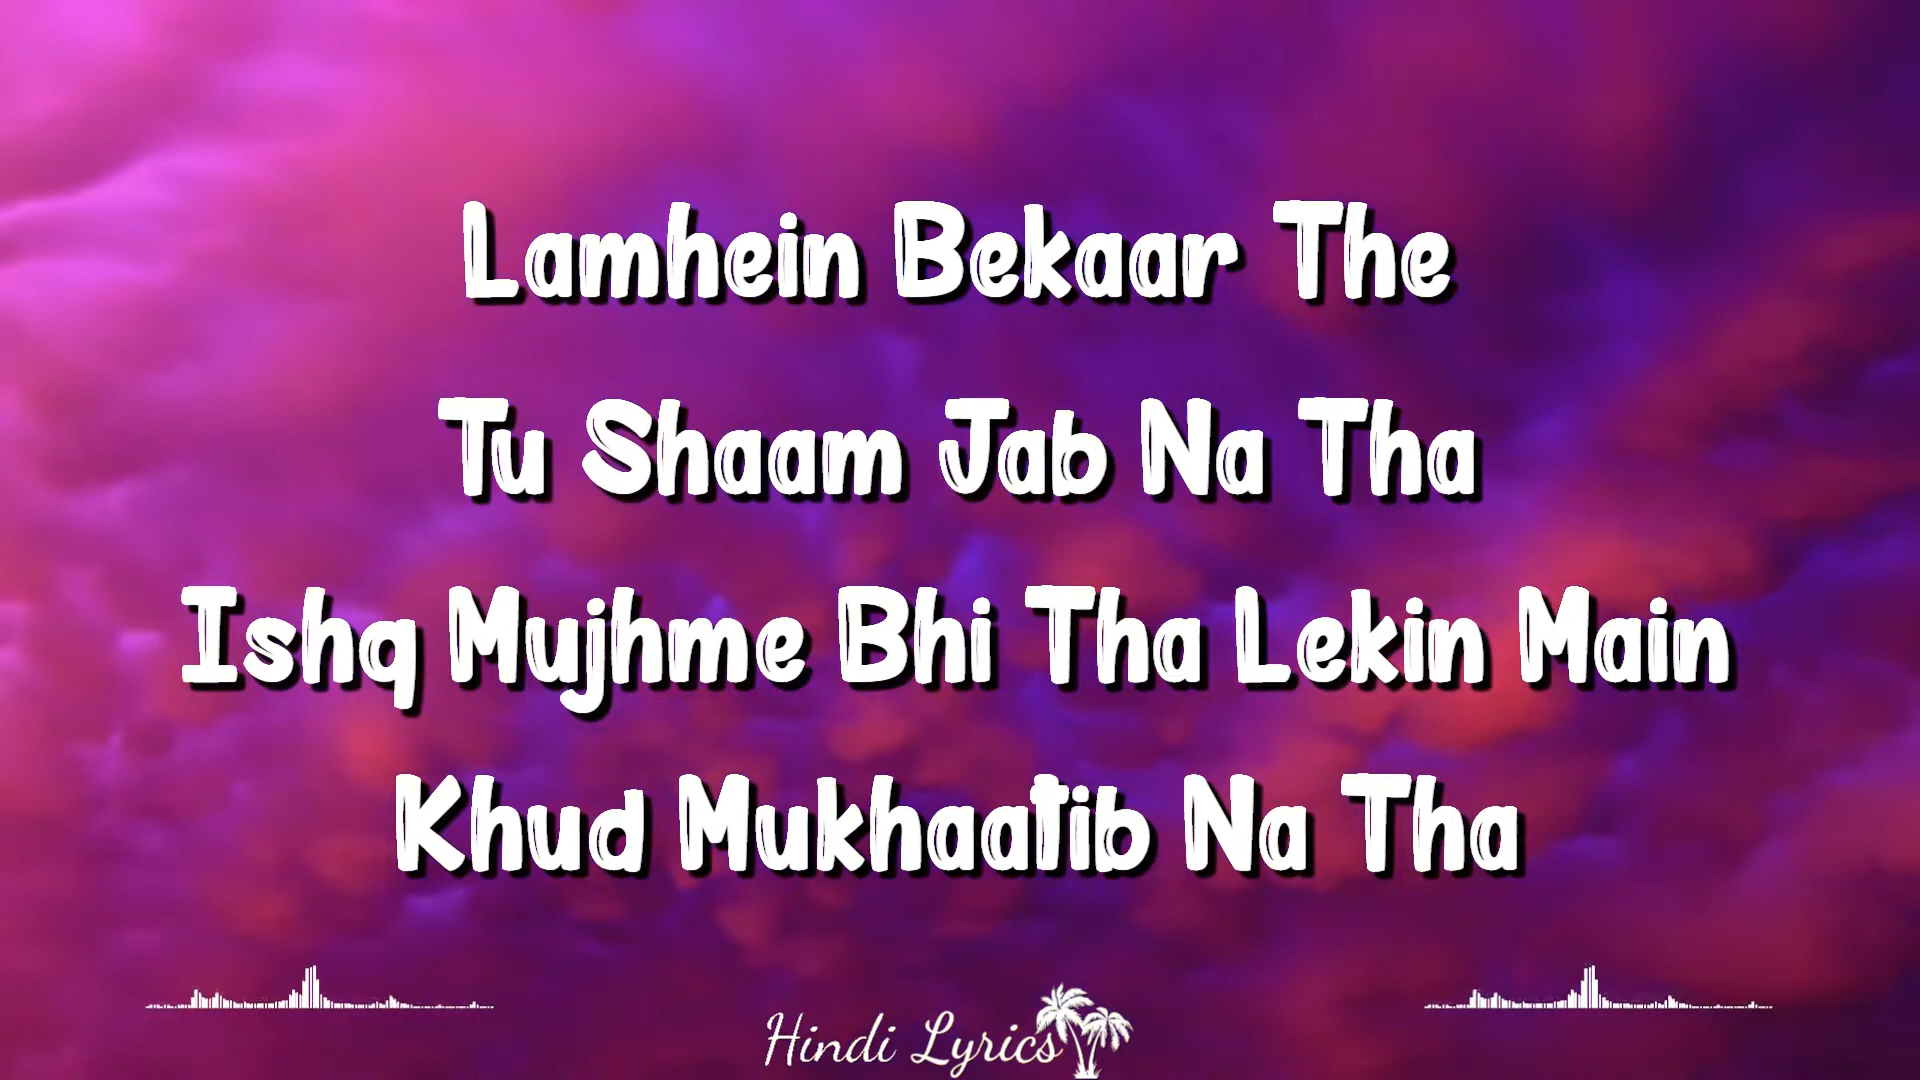 Lamhein Bekaar The
Tu Shaam Jab Na Tha
Ishq Mujhme Bhi Tha Lekin Main
Khud Mukhaatib Na Tha
Hindi Lyrics